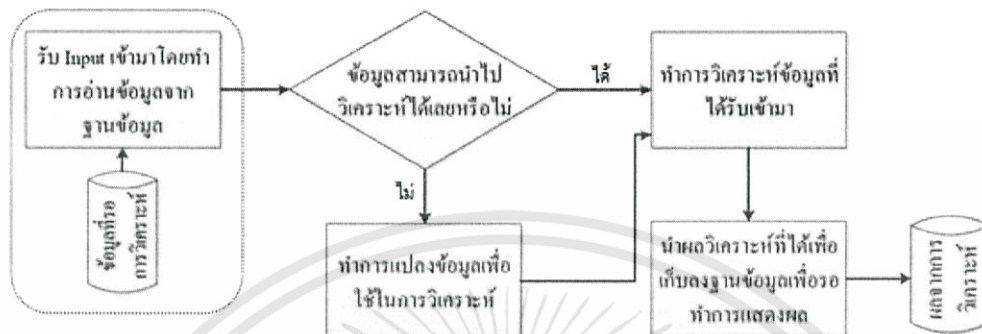 รับ Input เข้ามาโดยทำ
การอ่านข้อมูลจาก
ฐานข้อมูล
ข้อมูลที่รอ
การวิเคราะห์
ข้อมูลสามารถนำไป
วิเคราะห์ได้เลยหรือไม่
ได้
ไม่
ทำการแปลงข้อมูลเพื่อ
ใช้ในการวิเคราะห์
ทำการวิเคราะห์ข้อมูลที่
ได้รับเข้ามา
นำผลวิเคราะห์ที่ได้เพื่อ
เก็บลงฐานข้อมูลเพื่อรอ
ทำการแสดงผล
ผลจากการ
วิเคราะห์